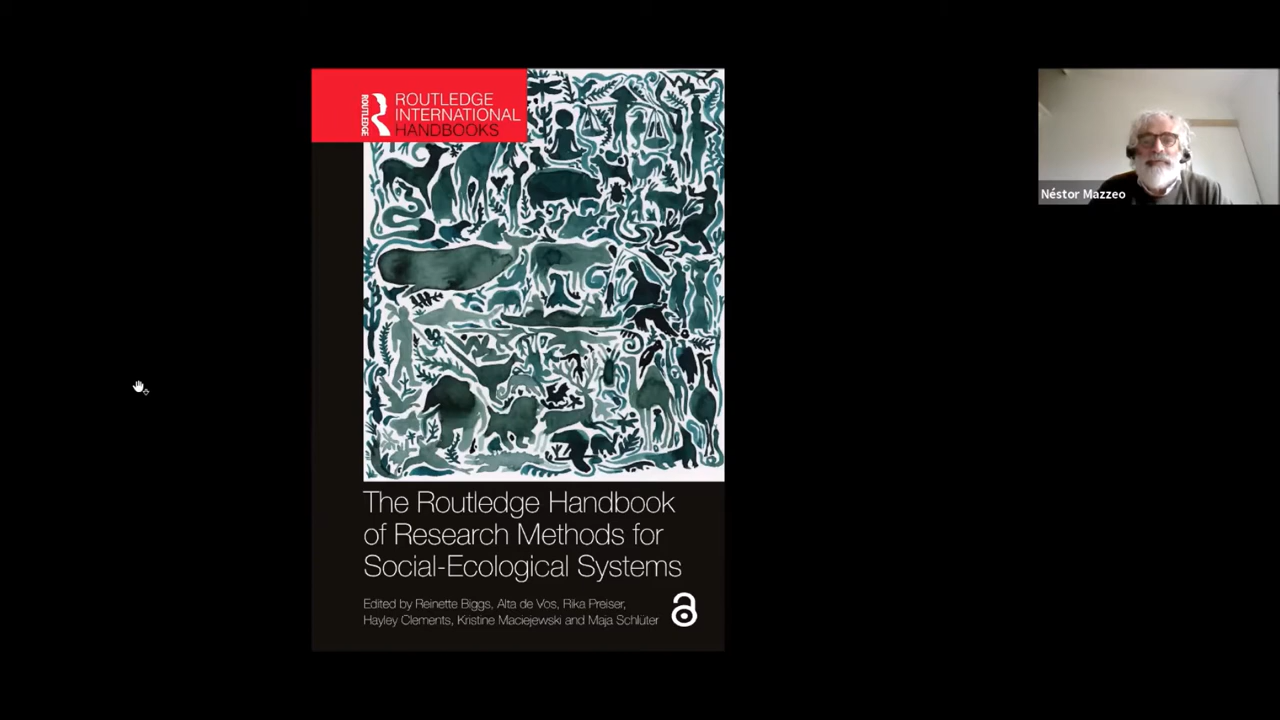 ROUTLEDGE
ROUTLEDGE
INTERNATIONAL
HANDBOOKS
The Routledge Handbook
of Research Methods for
Social-Ecological Systems
Edited by Reinette Biggs, Alta de Vos, Rika Preiser,
Hayley Clements, Kristine Maciejewski and Maja Schlüter
Néstor Mazzeo